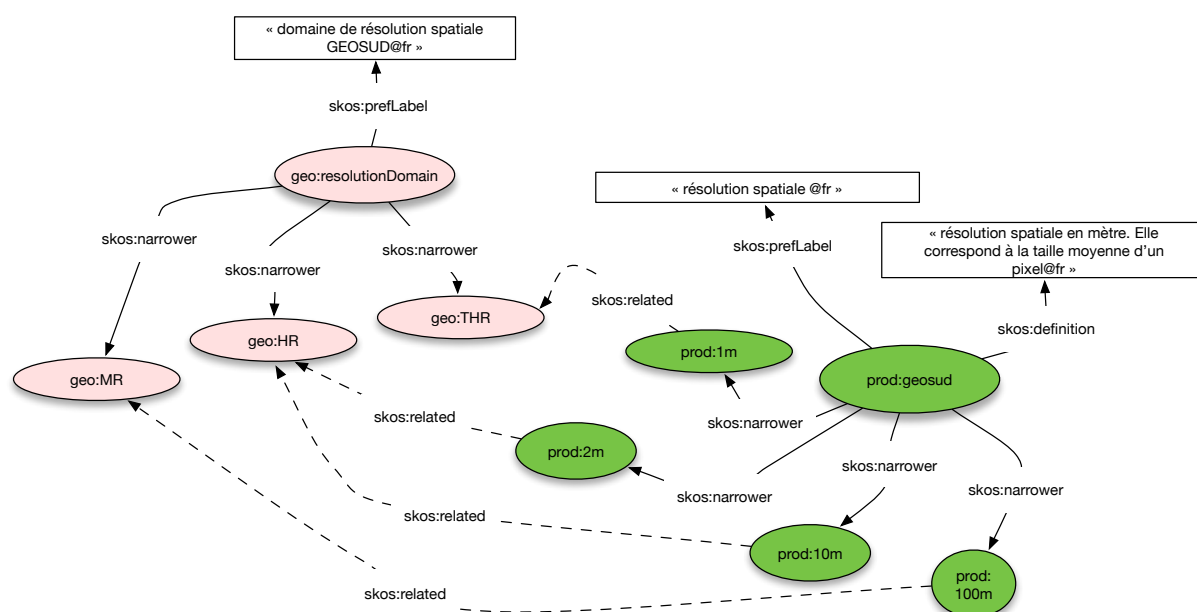 « domaine de résolution spatiale
GEOSUD@fr »
skos:prefLabel
geo:resolutionDomain
« résolution spatiale @fr »
skos:narrower
skos:narrower
skos:narrower
skos:prefLabel
« résolution spatiale en mètre. Elle
correspond à la taille moyenne d'un
pixel@fr »
skos:related
geo:THR
skos:definition
geo:HR
prod:1m
geo:MR
prod:geosud
skos:related
skos:narrower
prod:2m
skos:narrower
skos:narrower
skos:narrower
skos:related
prod:10m
prod:
100m
skos:related